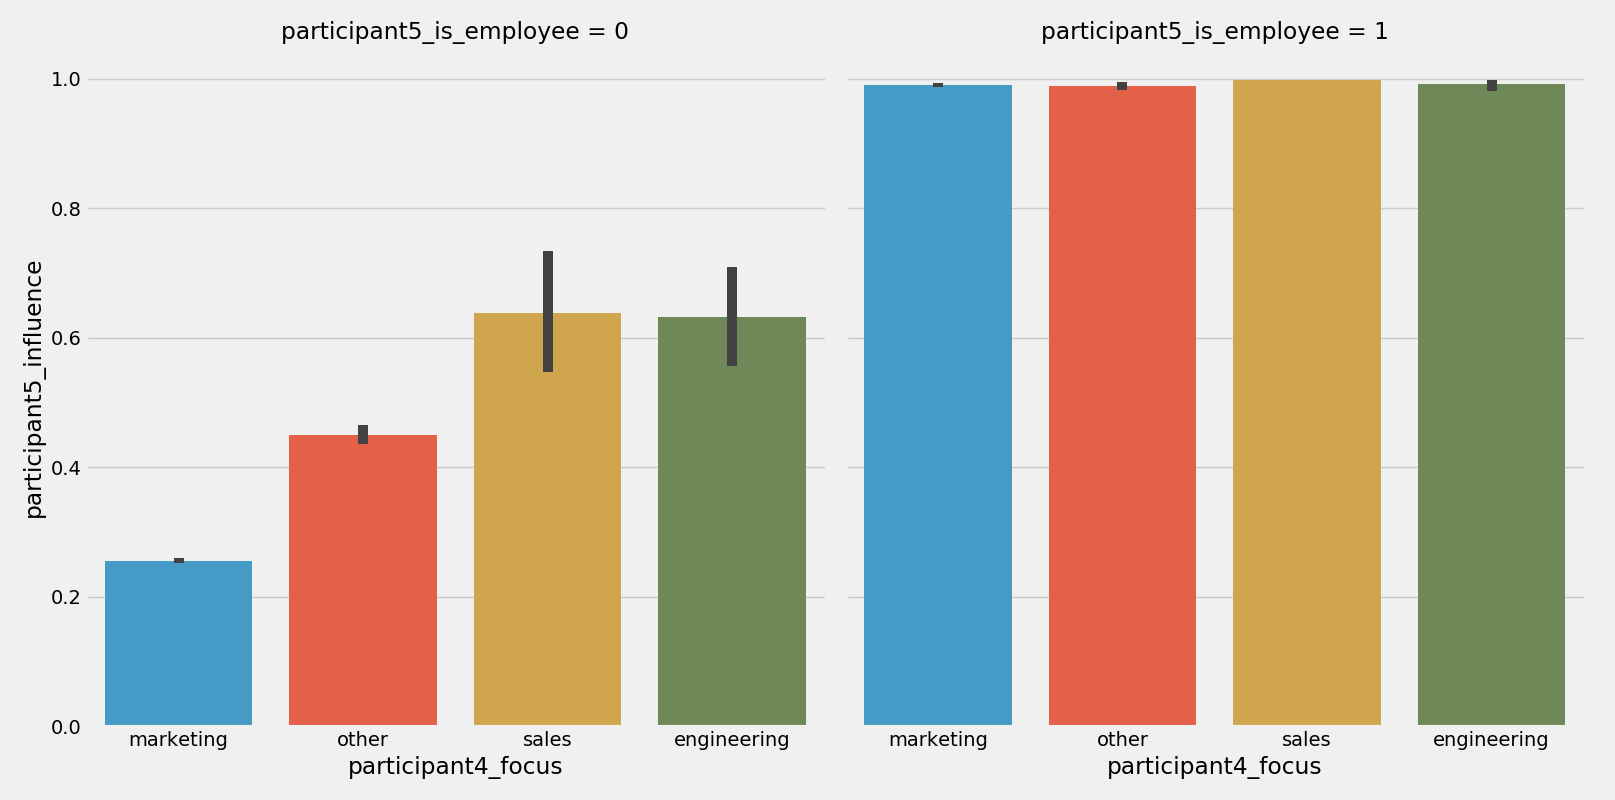 participant5_is_employee = 0
participant5_is_employee = 1
participant5_influence
1.0
0.8
0.6
0.4
0.2
0.0
marketing other sales engineering
marketing other sales engineering
participant4_focus
participant4_focus